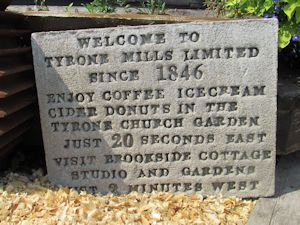 WELCOME TO
TYRONE MILLS LIMITED
SINCE 1846
ENJOY COFFEE ICECREAM
CIDER DONUTS IN THE
TYRONE CHURCH GARDEN
JUST 20 SECONDS EAST
VISIT BROOKSIDE COTTAGE
STUDIO AND GARDENS
JUST 2 MINUTES WEST